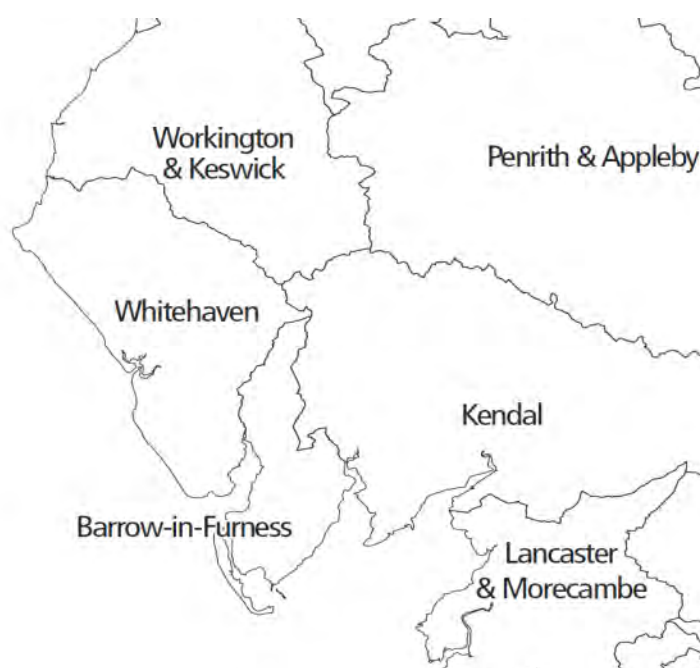 Workington
& Keswick
Penrith & Appleby
Whitehaven
Kendal
Barrow-in-Furness
Lancaster
& Morecambe